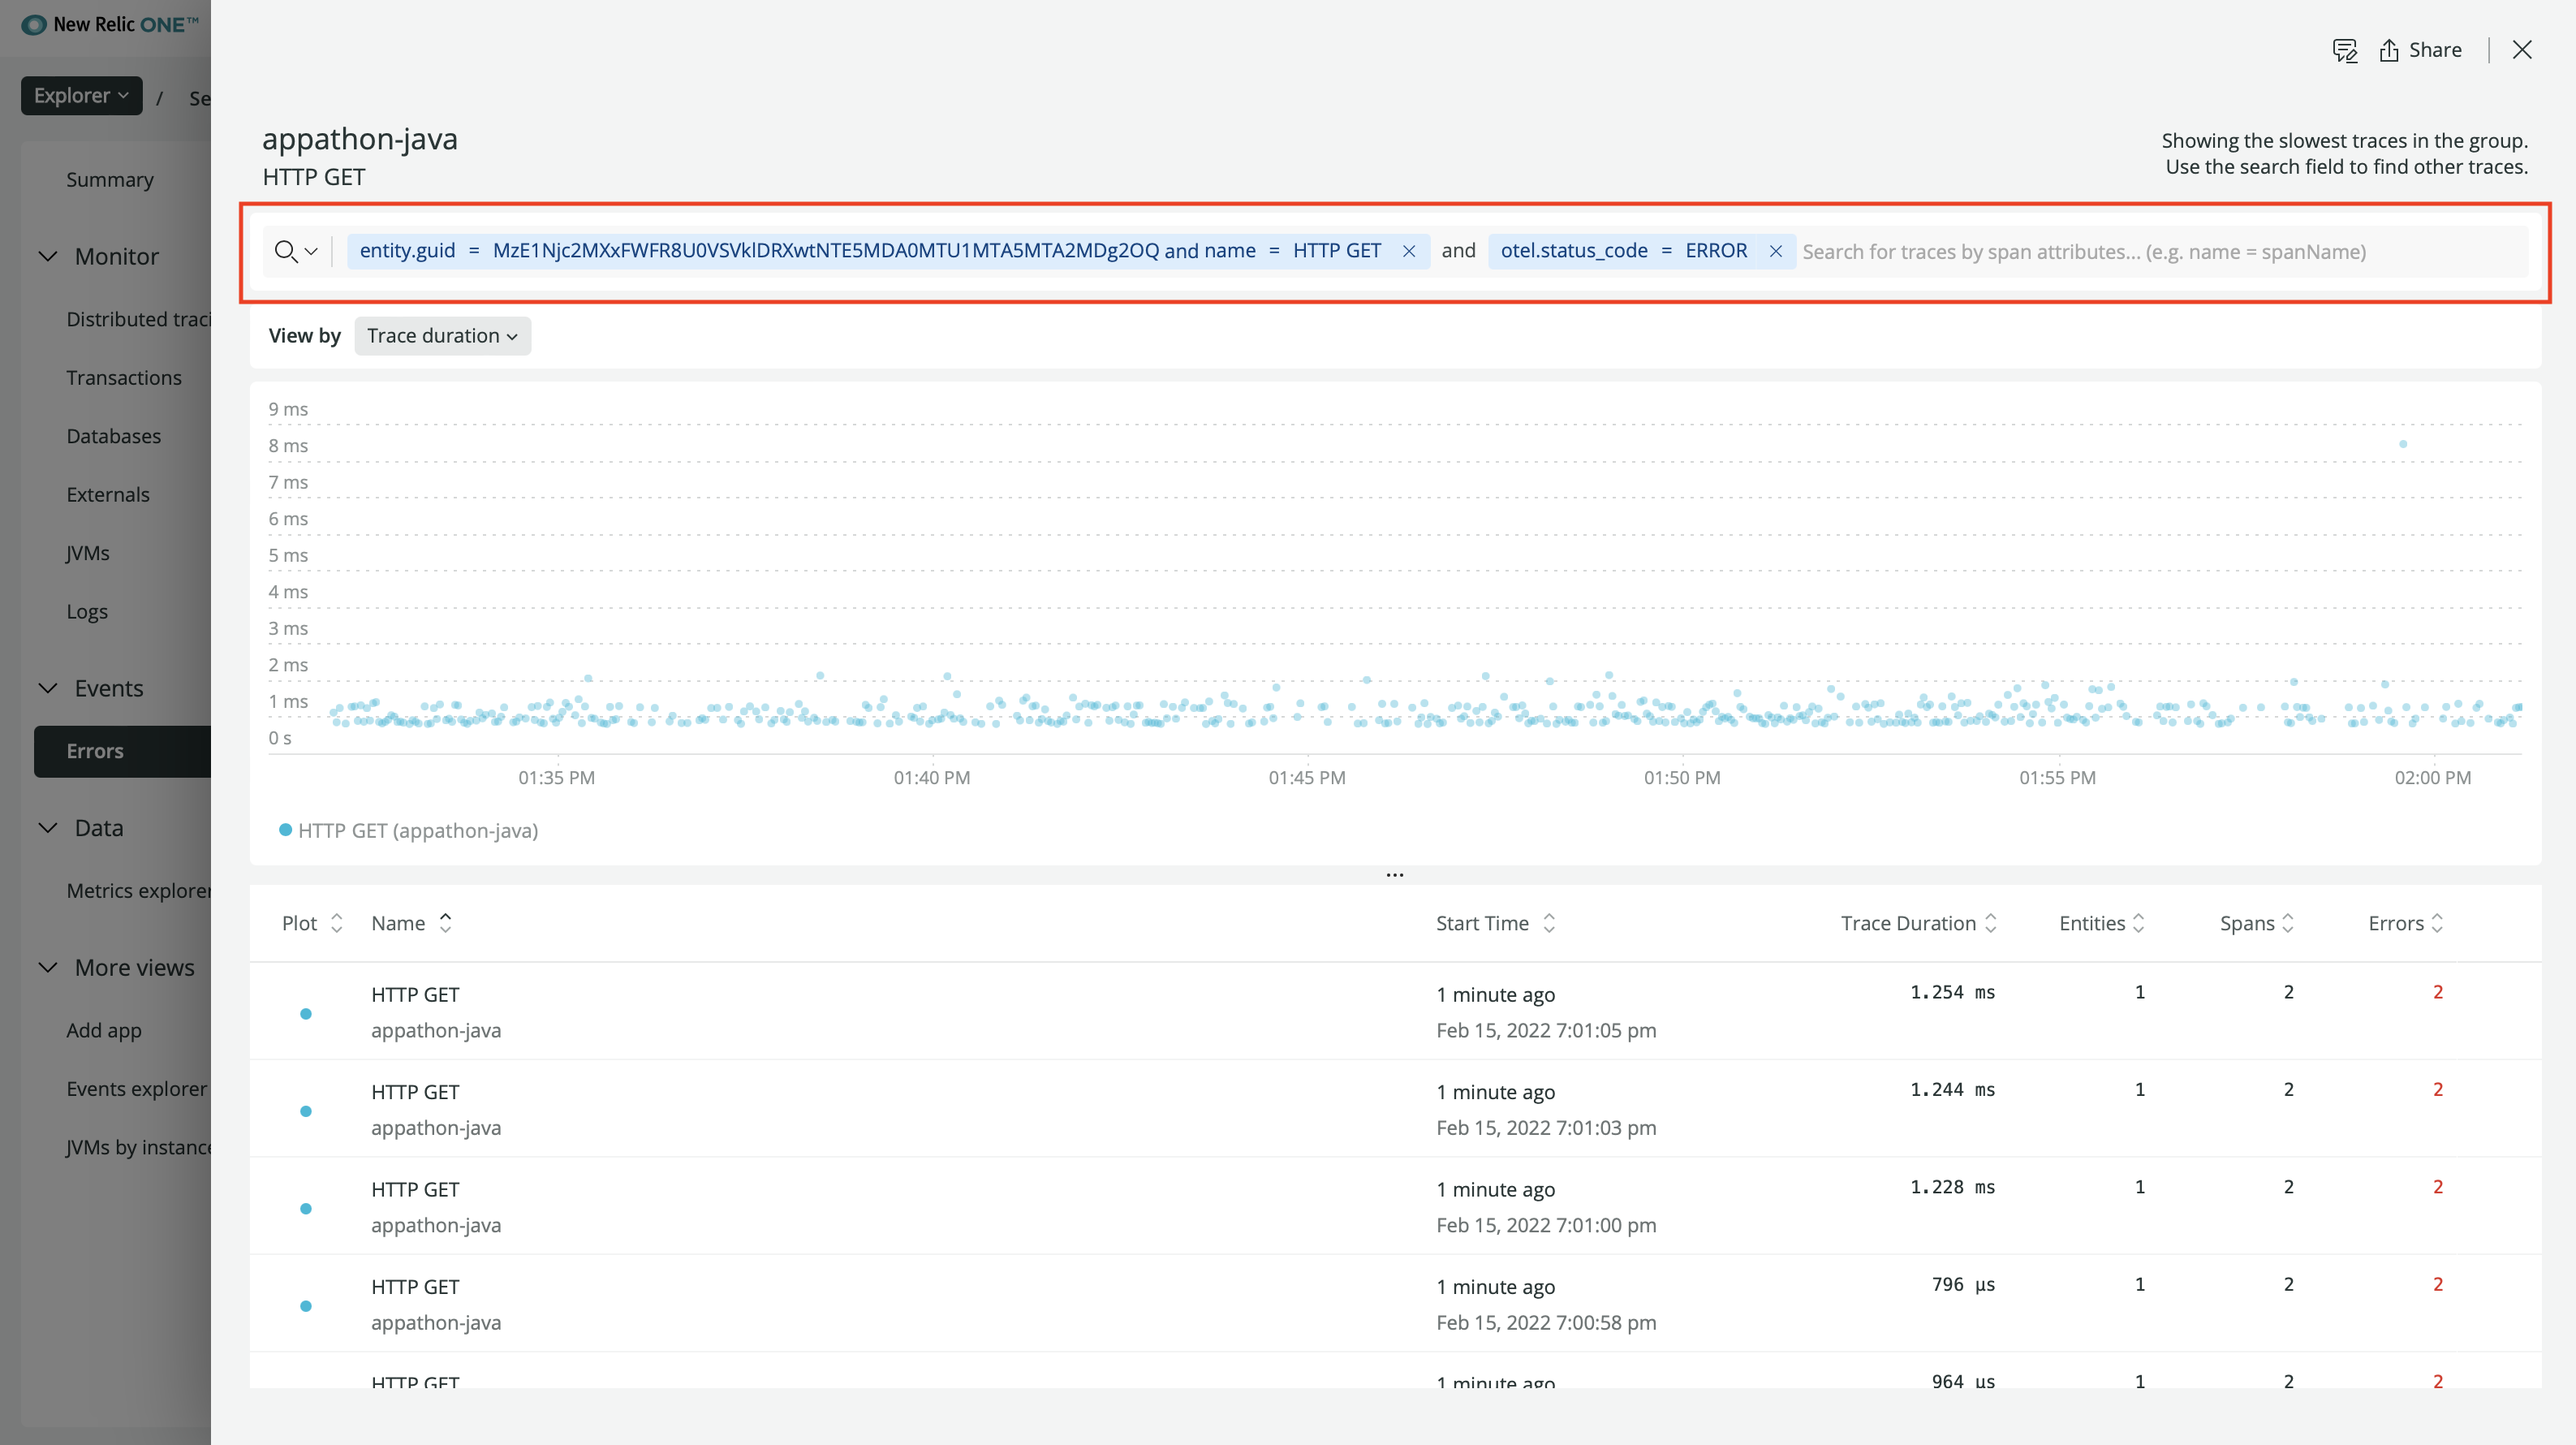 New Relic ONE™
Share
Explorer / Se
appathon-java
HTTP GET
Showing the slowest traces in the group.
Use the search field to find other traces.
entity.guid = MzE1Njc2MXxFWFR8U0VSVklDRXwtNTE5MDA0MTU1MTA5MTA2MDg2OQ and name = HTTP GET and otel.status_code = ERROR Search for traces by span attributes... (e.g. name = spanName)
View by Trace duration
Summary
Monitor
Distributed traci
Transactions
Databases
Externals
JVMs
Logs
Events
Errors
Data
Metrics explorer
More views
Add app
Events explorer
JVMs by instance
9 ms
8 ms
7 ms
6 ms
5 ms
4 ms
3 ms
2 ms
1 ms
0 s
01:35 PM 01:40 PM 01:45 PM 01:50 PM 01:55 PM 02:00 PM
HTTP GET (appathon-java)
...
Plot Name Start Time Trace Duration Entities Spans Errors
HTTP GET 1 minute ago 1.254 ms 1 2 2
appathon-java Feb 15, 2022 7:01:05 pm
HTTP GET 1 minute ago 1.244 ms 1 2 2
appathon-java Feb 15, 2022 7:01:03 pm
HTTP GET 1 minute ago 1.228 ms 1 2 2
appathon-java Feb 15, 2022 7:01:00 pm
HTTP GET 1 minute ago 796 µs 1 2 2
appathon-java Feb 15, 2022 7:00:58 pm
HTTP GET 1 minute ago 964 µs 1 2 2